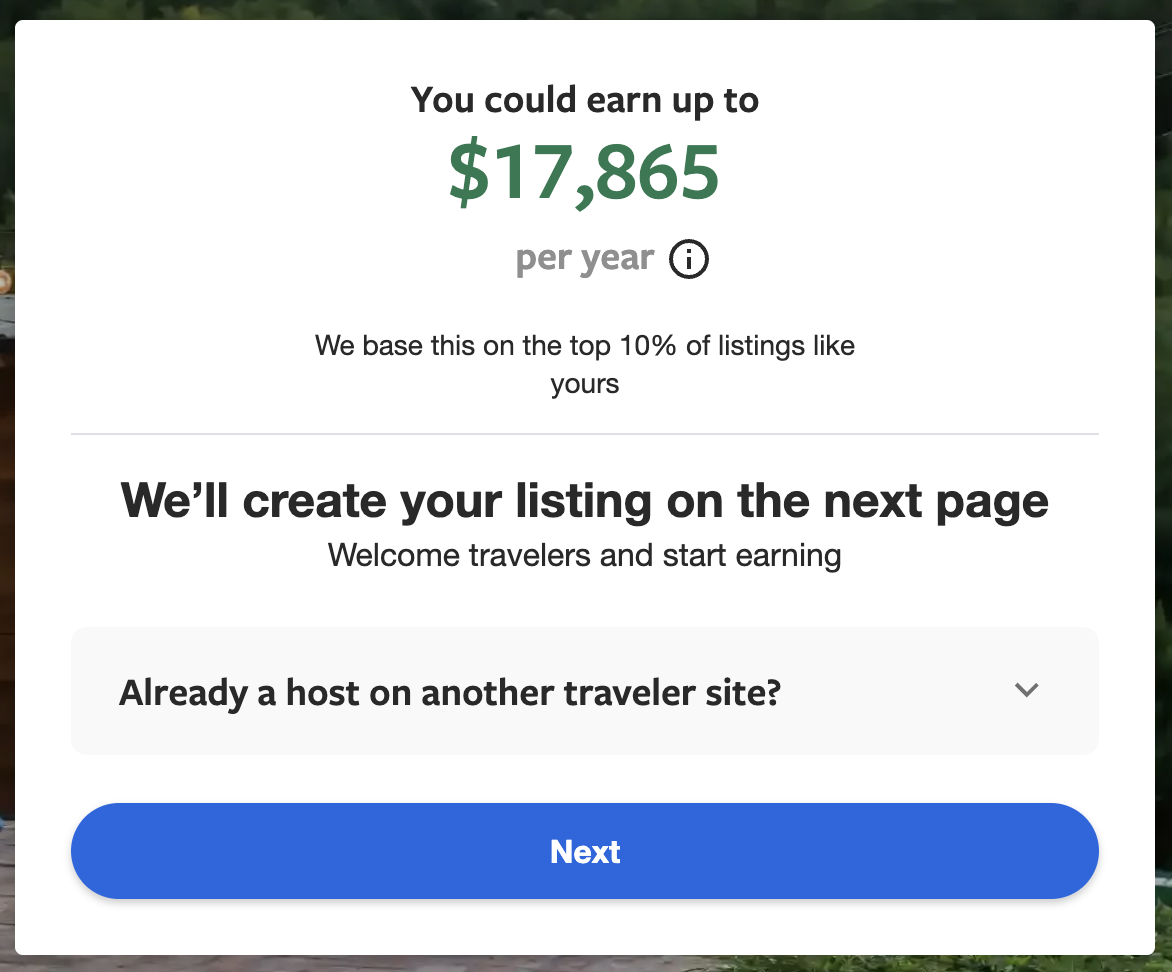 You could earn up to
$17,865
per year
We base this on the top 10% of listings like
yours
We’ll create your listing on the next page
Welcome travelers and start earning
Already a host on another traveler site?
Next